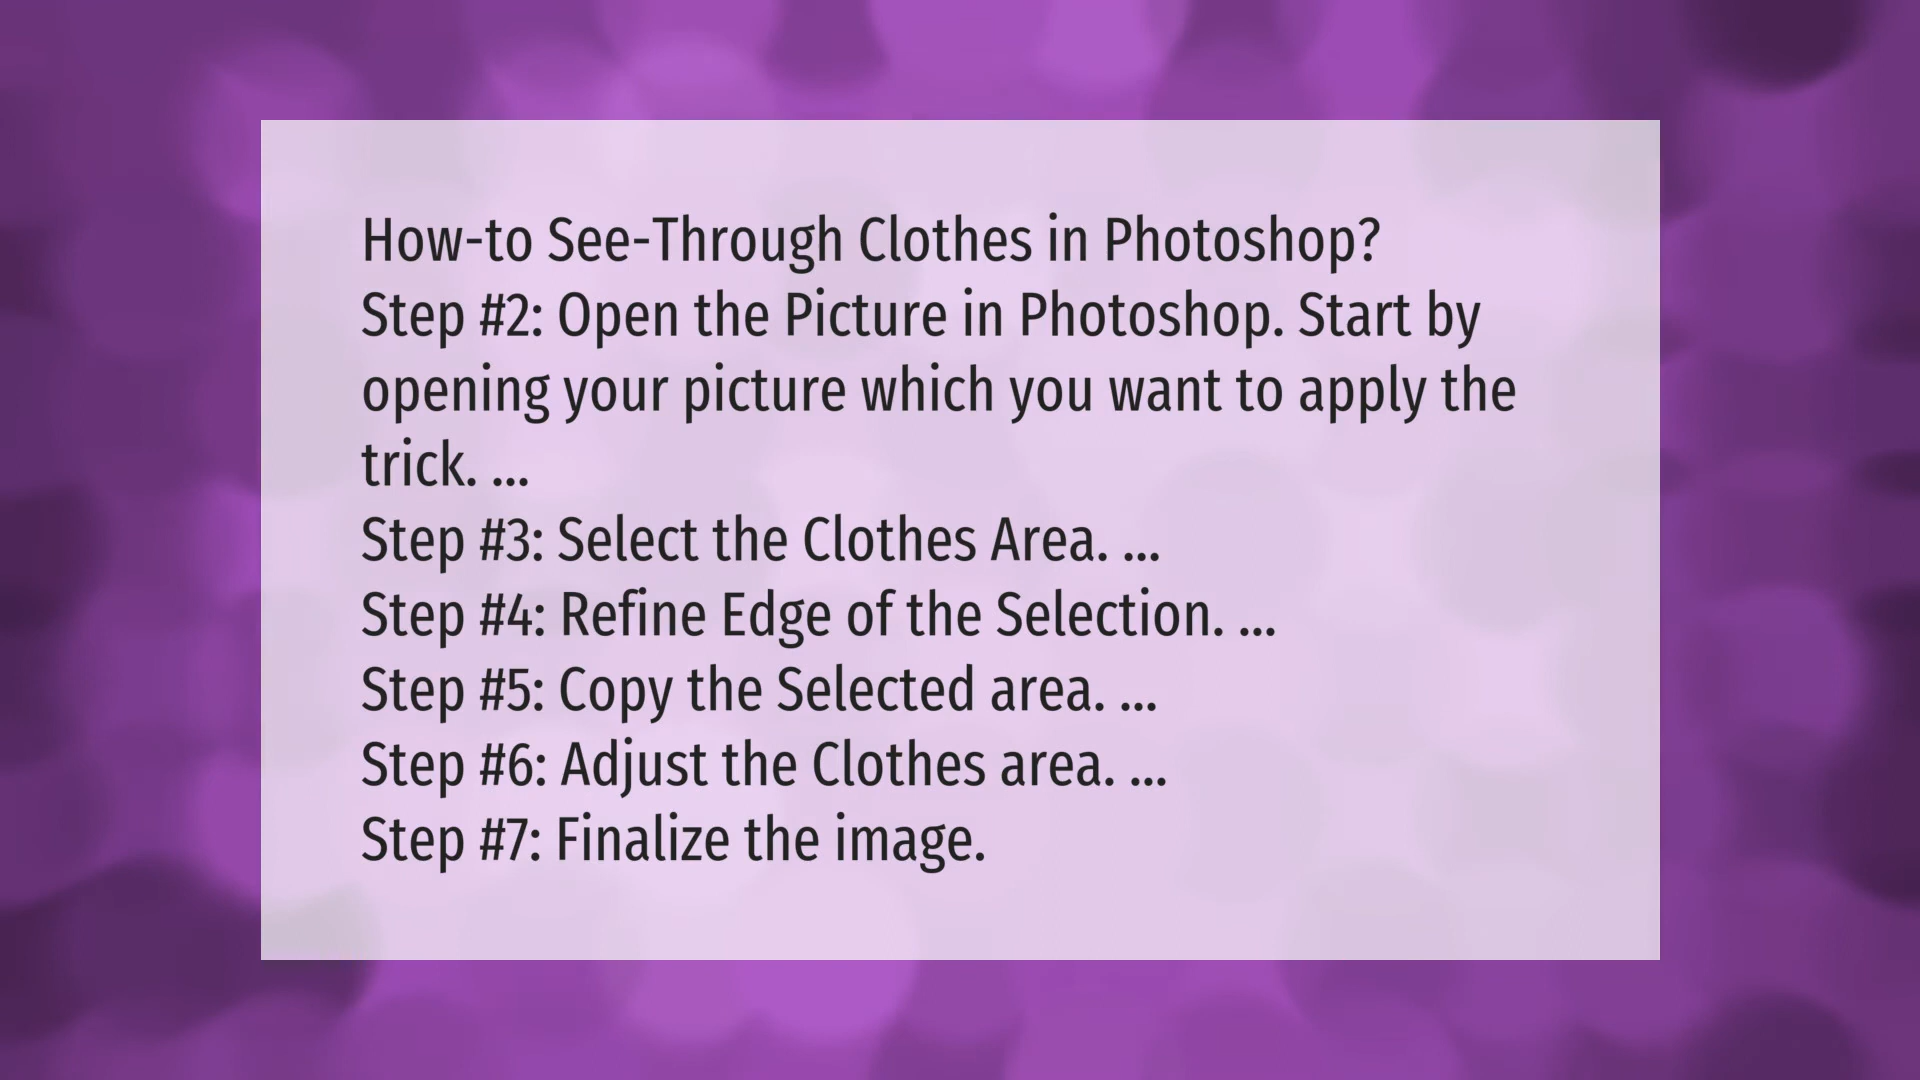 How-to See-Through Clothes in Photoshop?
Step #2: Open the Picture in Photoshop. Start by
opening your picture which you want to apply the
trick. ...
Step #3: Select the Clothes Area. ...
Step #4: Refine Edge of the Selection. ...
Step #5: Copy the Selected area. ...
Step #6: Adjust the Clothes area. ...
Step #7: Finalize the image.